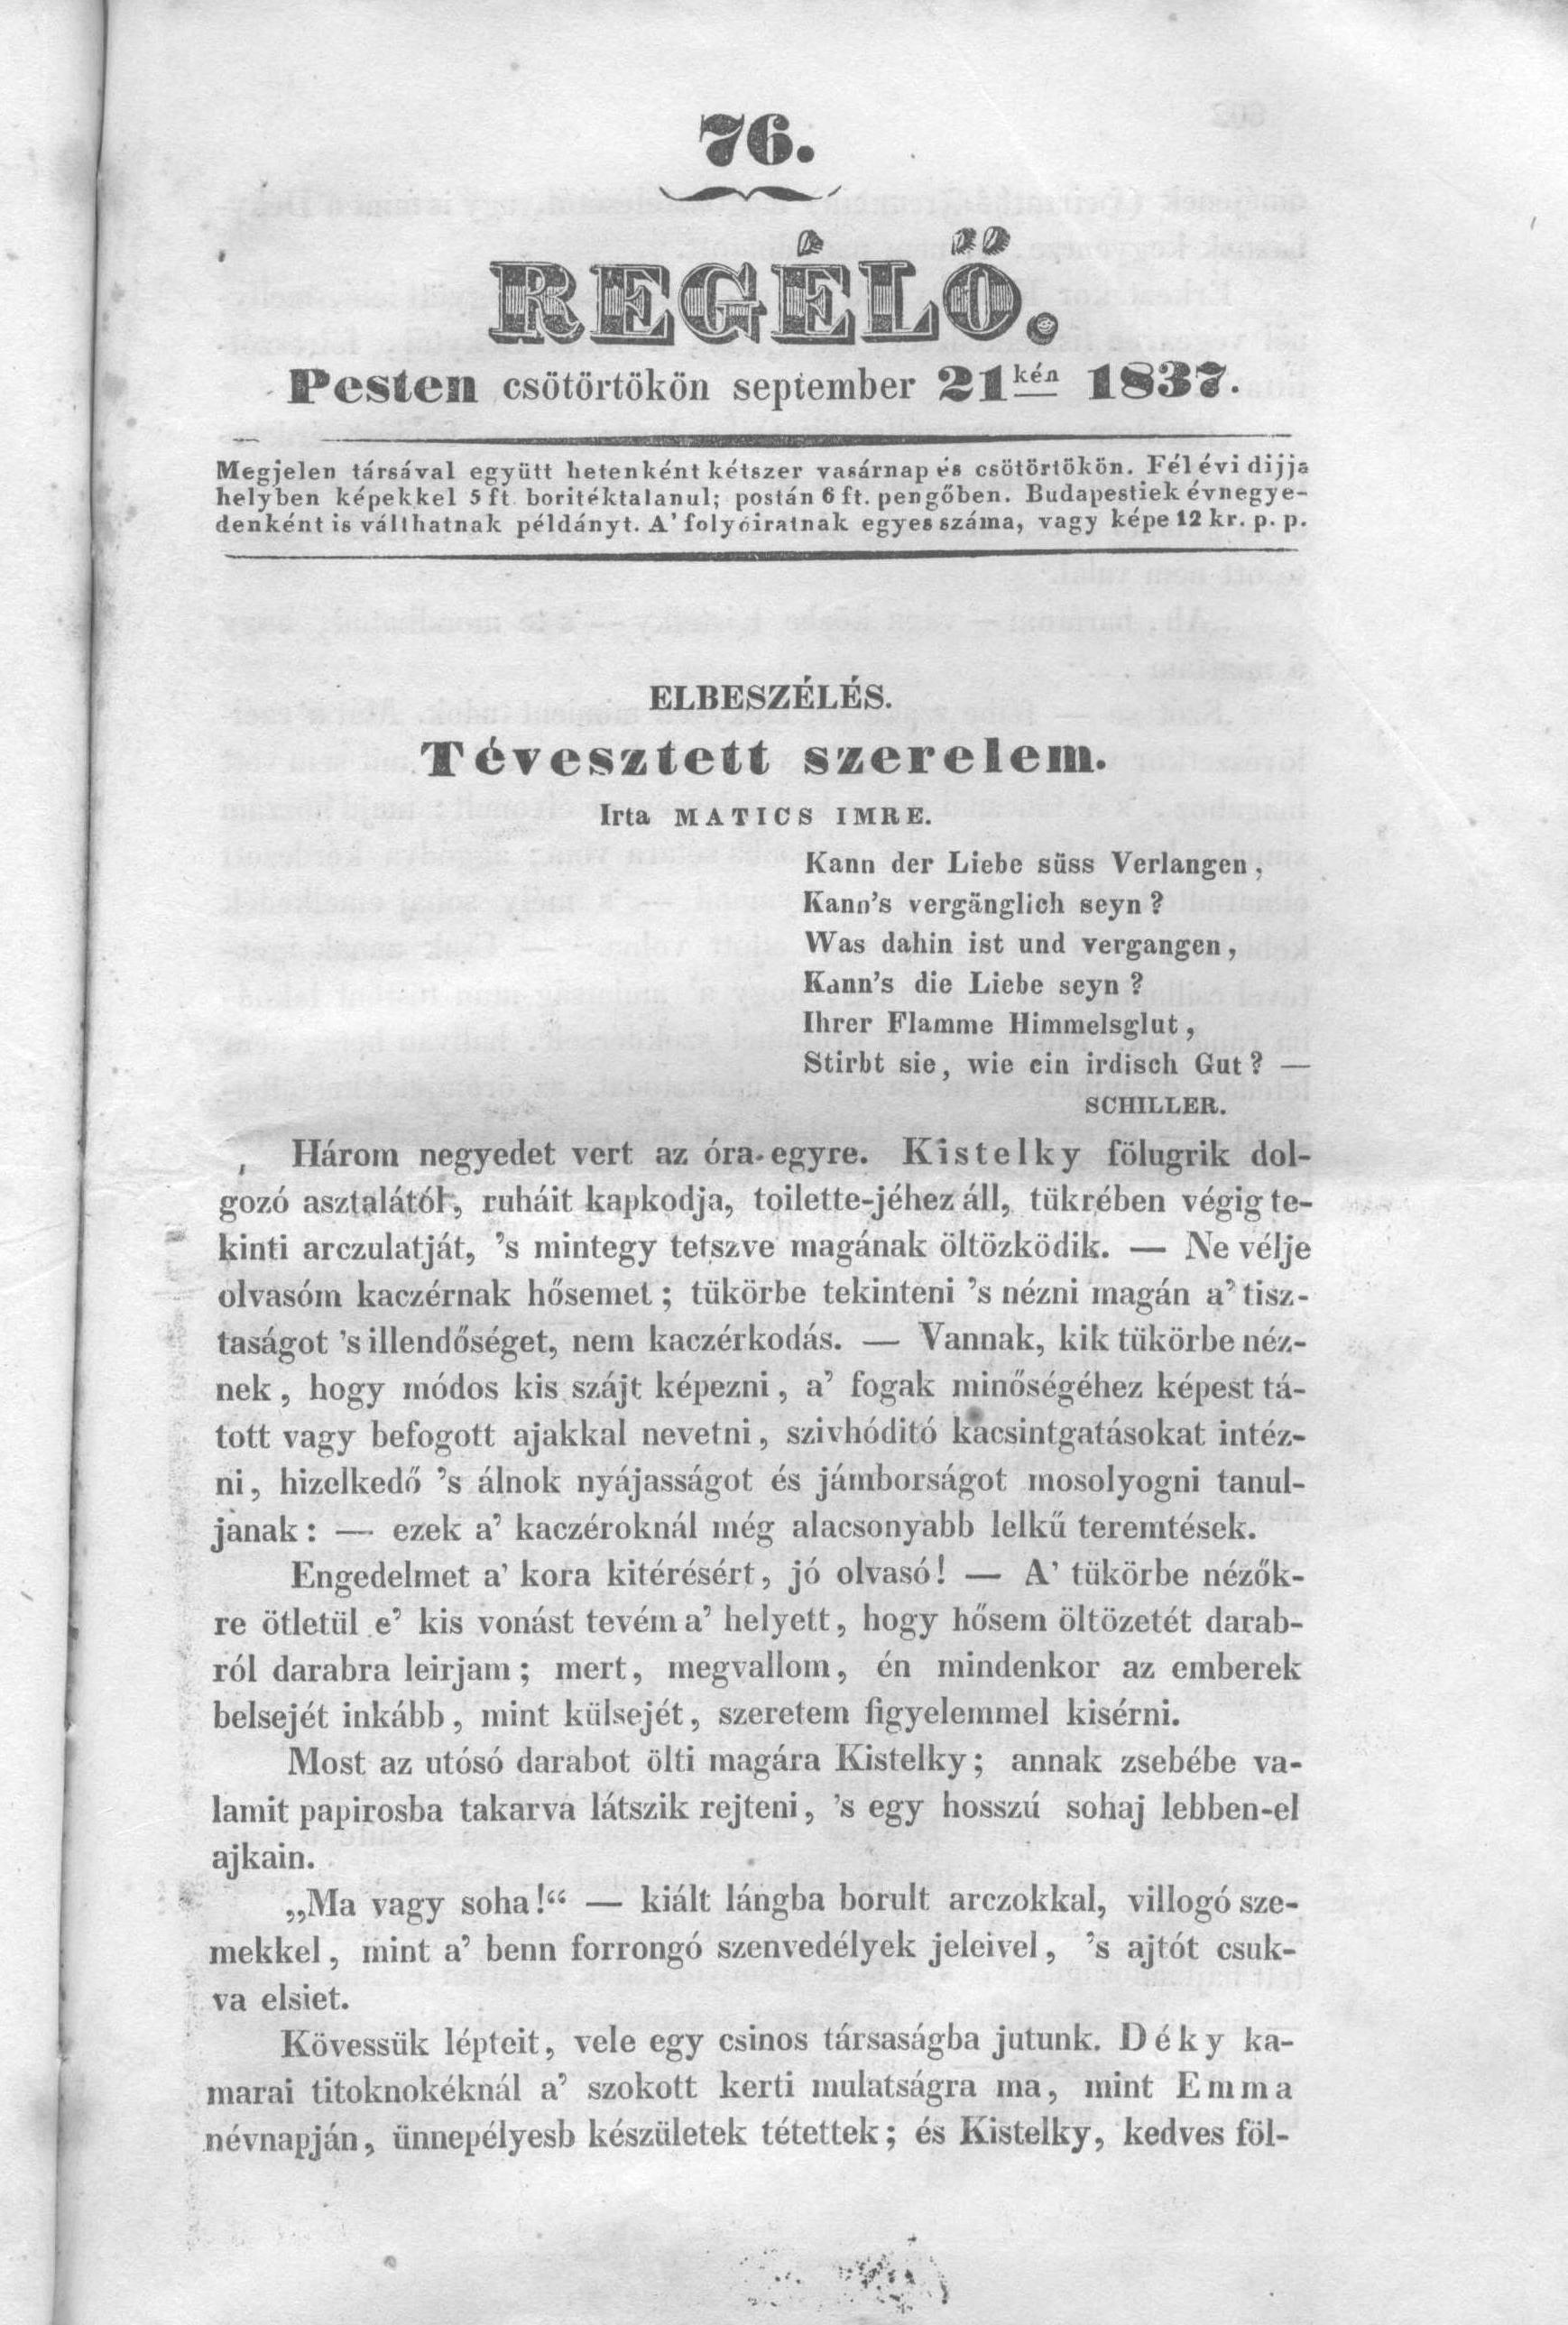 76.
REGÉLŐ.
Pesten csötörtökön september 21kén 1837.
Megjelen társával együtt hetenként kétszer vasárnap és csötörtökön. Fél évi dijja
helyben képekkel 5 ft. boritéktalanul; postán 6 ft. pengőben. Budapestiek évnegye-
denként is válthatnak példányt. A' folyóiratnak egyes száma, vagy képe 12 kr. p. p.
ELBESZÉLÉS.
Tévesztett szerelem.
Irta MATICS IMRE.
Kann der Liebe süss Verlangen,
Kann's vergänglich seyn?
Was dahin ist und vergangen,
Kann's die Liebe seyn?
Ihrer Flamme Himmelsglut,
Stirbt sie, wie ein irdisch Gut? —
SCHILLER.
Három negyedet vert az óra egyre. Kistelky fölugrik dol-
gozó asztalától, ruháit kapkodja, toilette-jéhez áll, tükrében végig te-
kinti arczulatját, 's mintegy tetszve magának öltözködik. — Ne vélje
olvasóm kaczérnak hősemet; tükörbe tekinteni 's nézni magán a' tisz-
taságot 's illendőséget, nem kaczérkodás. — Vannak, kik tükörbe néz-
nek, hogy módos kis szájt képezni, a' fogak minőségéhez képest tá-
tott vagy befogott ajakkal nevetni, szivhóditó kacsintgatásokat intéz-
ni, hizelkedő 's álnok nyájasságot és jámborságot mosolyogni tanul-
janak: — ezek a' kaczéroknál még alacsonyabb lelkű teremtések.
Engedelmet a' kora kitérésért, jó olvasó! — A' tükörbe nézők-
re ötletül e' kis vonást tevém a' helyett, hogy hősem öltözetét darab-
ról darabra leirjam; mert, megvallom, én mindenkor az emberek
belsejét inkább, mint külsejét, szeretem figyelemmel kisérni.
Most az utósó darabot ölti magára Kistelky; annak zsebébe va-
lamit papirosba takarva látszik rejteni, 's egy hosszú sohaj lebben-el
ajkain.
„Ma vagy soha!“ — kiált lángba borult arczokkal, villogó sze-
mekkel, mint a' benn forrongó szenvedélyek jeleivel, 's ajtót csuk-
va elsiet.
Kövessük lépteit, vele egy csinos társaságba jutunk. Déky ka-
marai titoknokéknál a' szokott kerti mulatságra ma, mint Emma
névnapján, ünnepélyesb készületek tétettek; és Kistelky, kedves föl-